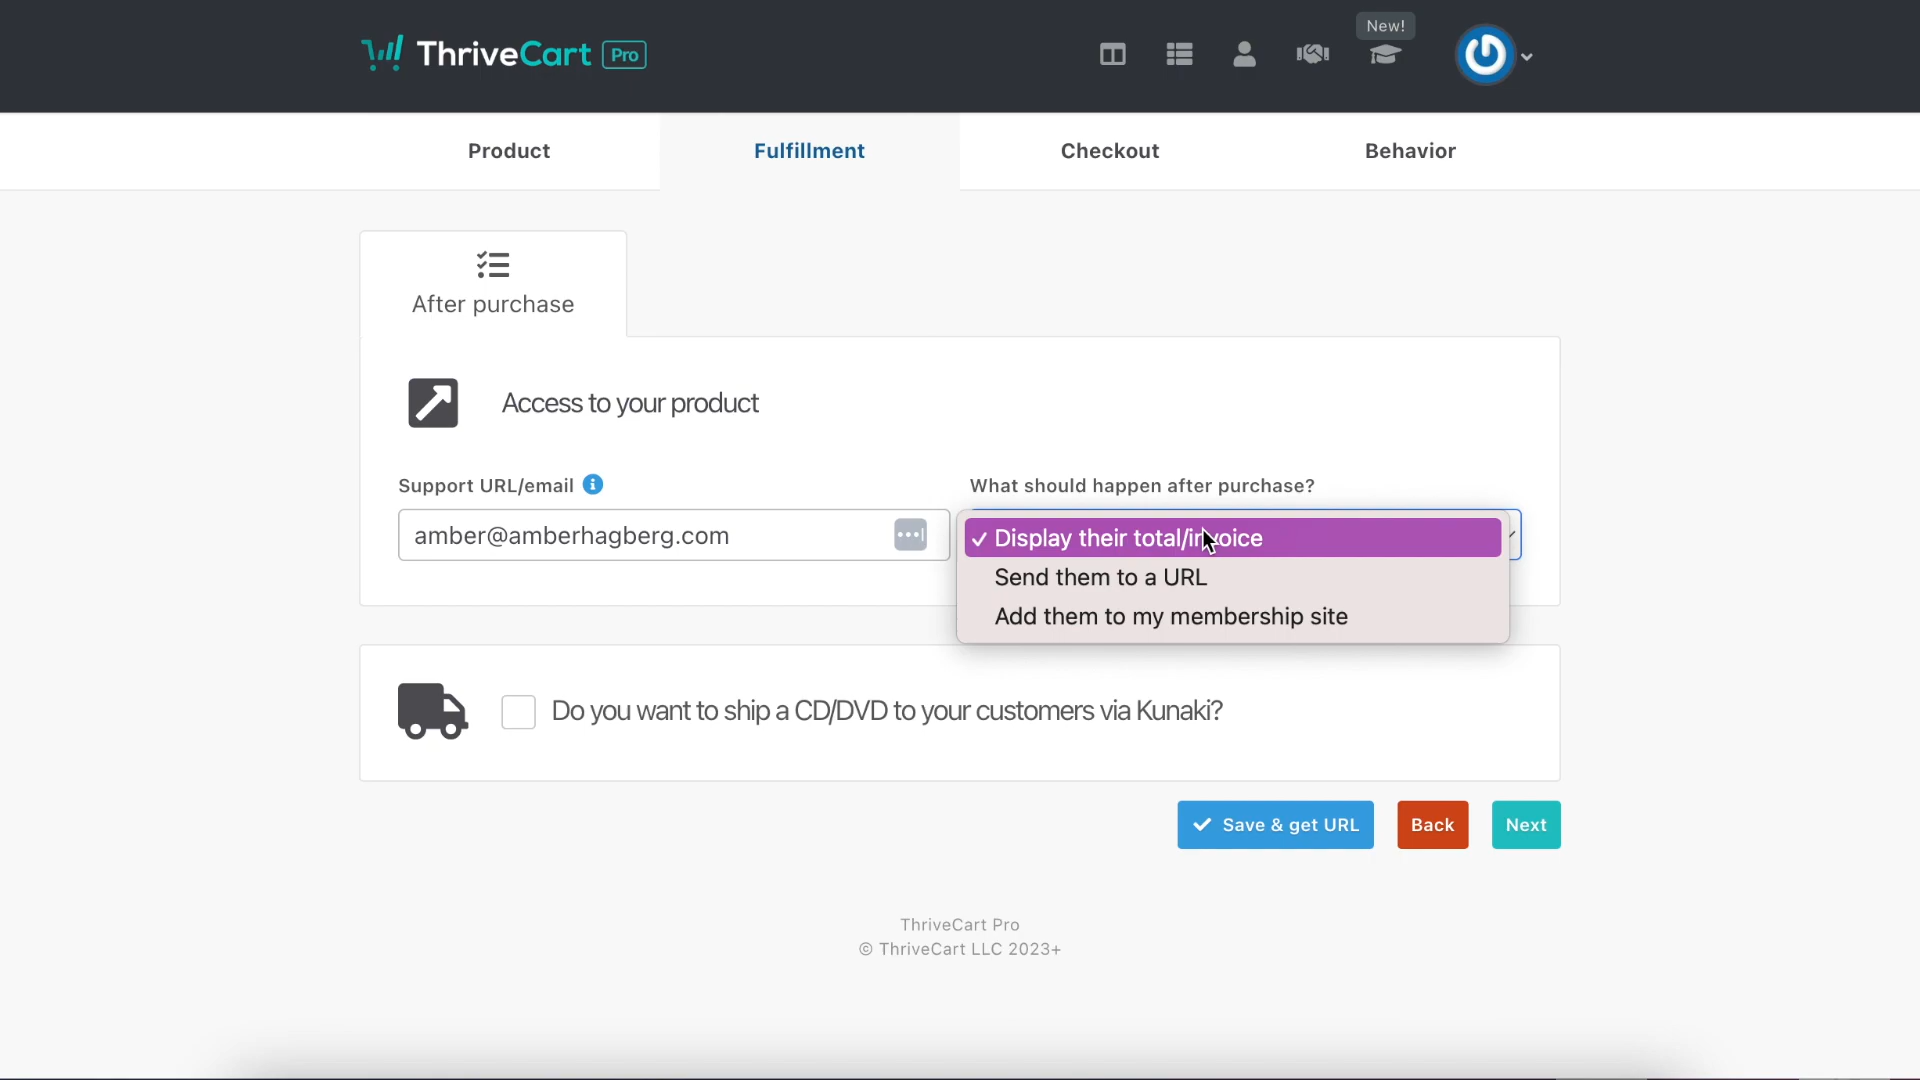 New!
ThriveCart Pro
Product
Fulfillment
Checkout
Behavior
After purchase
Access to your product
Support URL/email
What should happen after purchase?
amber@amberhagberg.com
✓ Display their total/invoice
Send them to a URL
Add them to my membership site
Do you want to ship a CD/DVD to your customers via Kunaki?
Save & get URL
Back
Next
ThriveCart Pro
© ThriveCart LLC 2023+